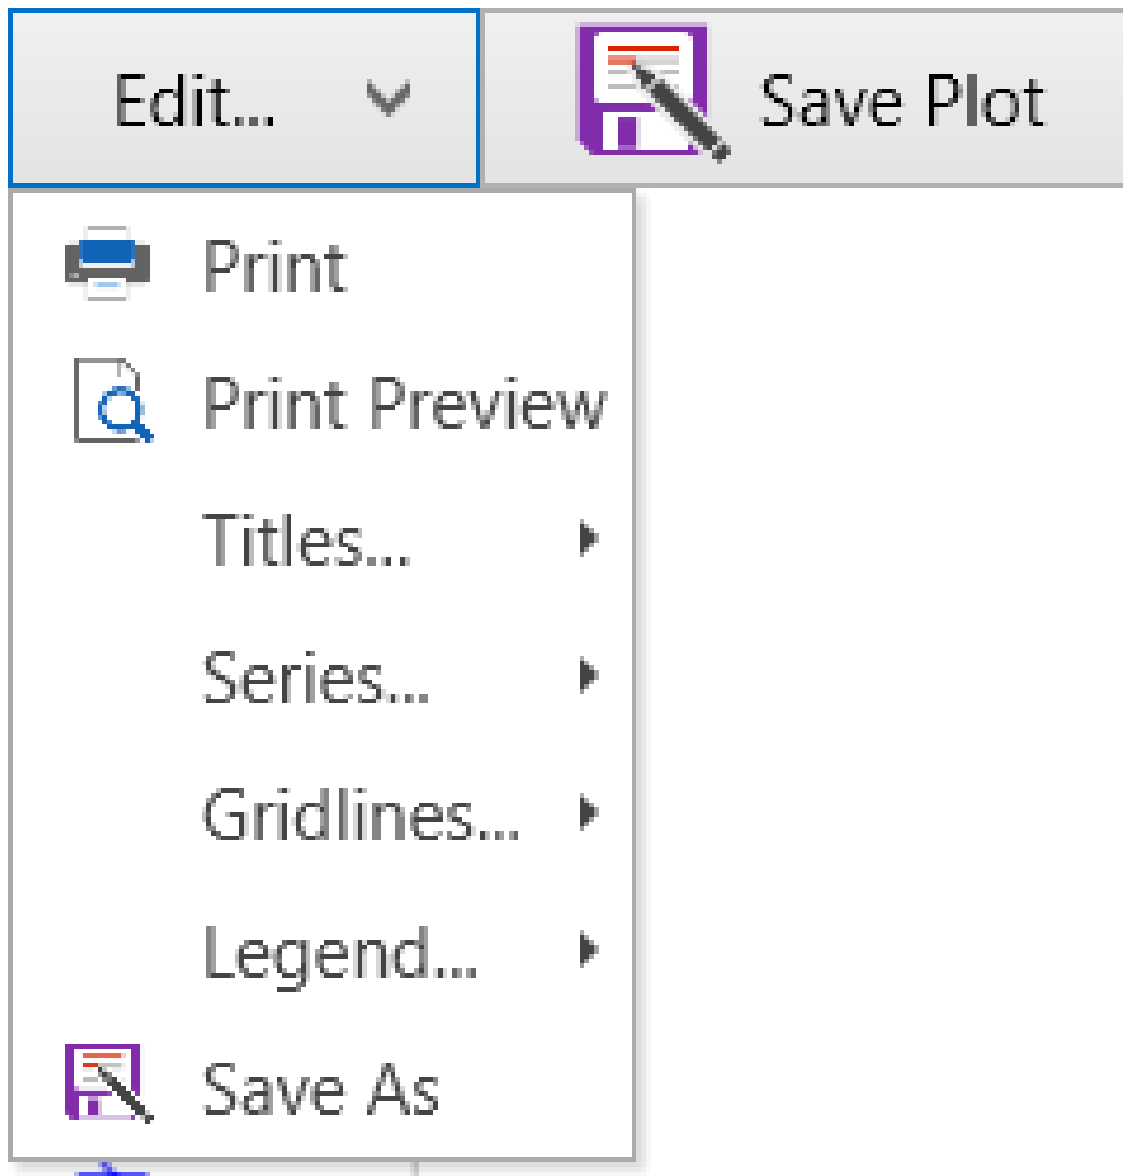 Edit... Save Plot
Print
Print Preview
Titles...
Series...
Gridlines...
Legend...
Save As